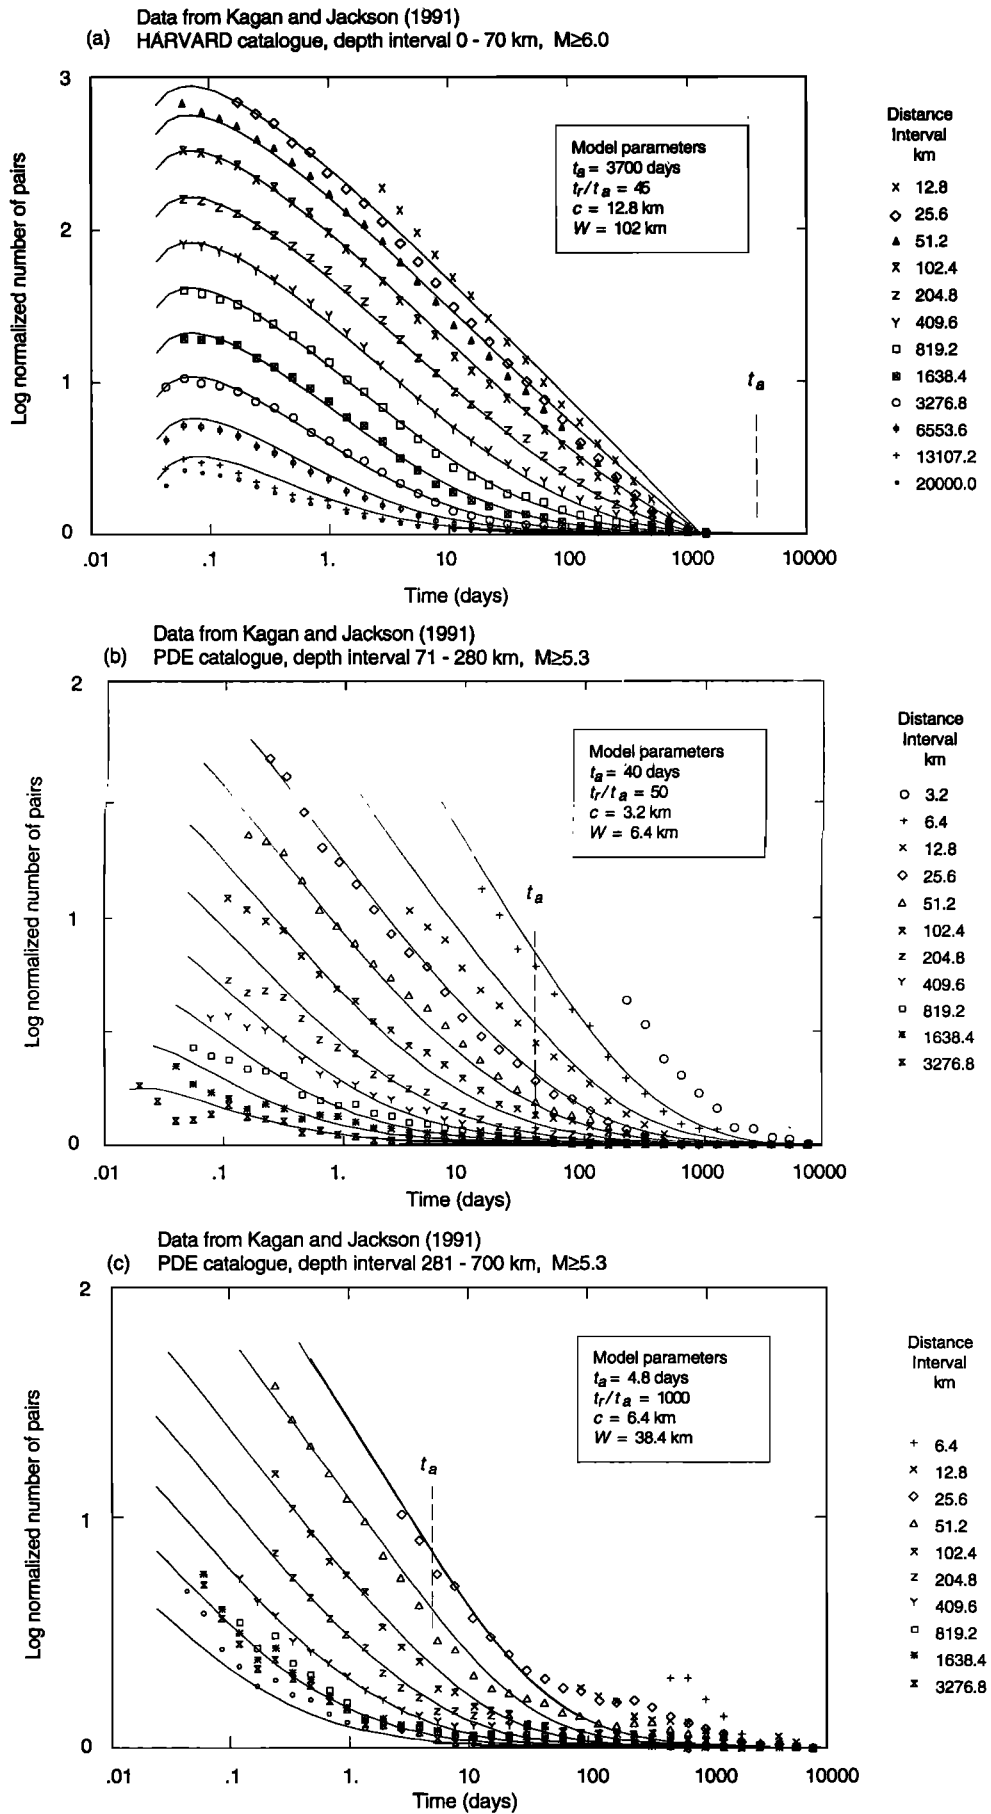 Data from Kagan and Jackson (1991)
(a) HARVARD catalogue, depth interval 0 - 70 km, M≥6.0
3
2
1
0
Log normalized number of pairs
.01 .1 1. 10 100 1000 10000
Time (days)
Model parameters
ta = 3700 days
tr/ta = 45
c = 12.8 km
W = 102 km
ta
Distance
Interval
km
12.8
25.6
51.2
102.4
204.8
409.6
819.2
1638.4
3276.8
6553.6
13107.2
20000.0
Data from Kagan and Jackson (1991)
(b) PDE catalogue, depth interval 71 - 280 km, M≥5.3
2
1
0
Log normalized number of pairs
.01 .1 1. 10 100 1000 10000
Time (days)
Model parameters
ta = 40 days
tr/ta = 50
c = 3.2 km
W = 6.4 km
ta
Distance
Interval
km
3.2
6.4
12.8
25.6
51.2
102.4
204.8
409.6
819.2
1638.4
3276.8
Data from Kagan and Jackson (1991)
(c) PDE catalogue, depth interval 281 - 700 km, M≥5.3
2
1
0
Log normalized number of pairs
.01 .1 1. 10 100 1000 10000
Time (days)
Model parameters
ta = 4.8 days
tr/ta = 1000
c = 6.4 km
W = 38.4 km
ta
Distance
Interval
km
6.4
12.8
25.6
51.2
102.4
204.8
409.6
819.2
1638.4
3276.8